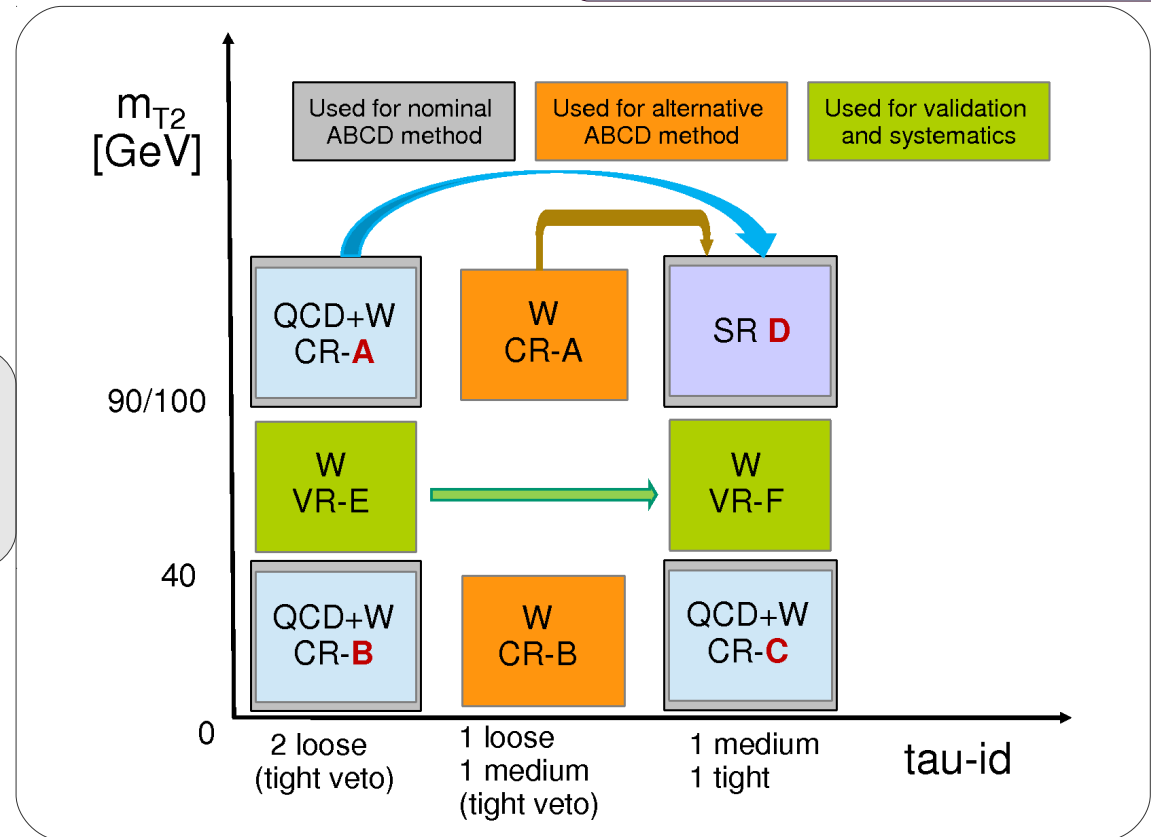 m_T2
[GeV]
Used for nominal
ABCD method
Used for alternative
ABCD method
Used for validation
and systematics
QCD+W
CR-A
W
CR-A
SR D
90/100
W
VR-E
W
VR-F
40
QCD+W
CR-B
W
CR-B
QCD+W
CR-C
0
2 loose
(tight veto)
1 loose
1 medium
(tight veto)
1 medium
1 tight
tau-id